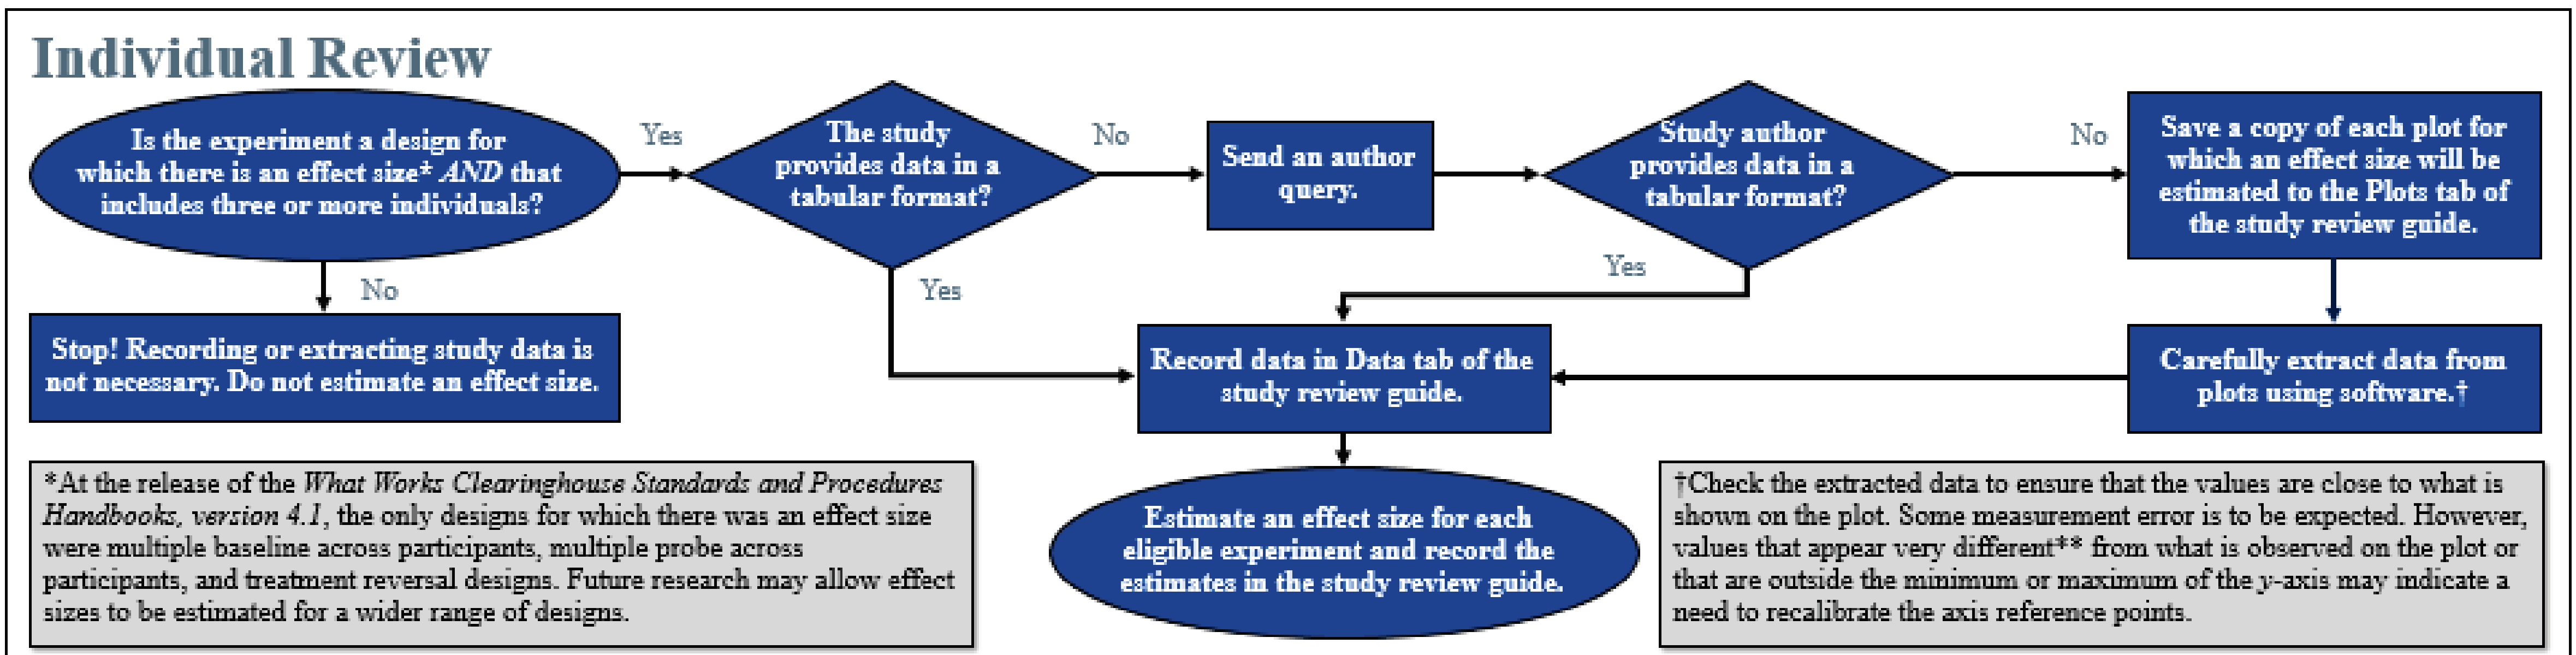 Individual Review
Is the experiment a design for
which there is an effect size* AND that
includes three or more individuals?
Yes
The study
provides data in a
tabular format?
No
Send an author
query.
Study author
provides data in a
tabular format?
No
Save a copy of each plot for
which an effect size will be
estimated to the Plots tab of
the study review guide.
No
Yes
Yes
Stop! Recording or extracting study data is
not necessary. Do not estimate an effect size.
Record data in Data tab of the
study review guide.
Carefully extract data from
plots using software.†
*At the release of the What Works Clearinghouse Standards and Procedures
Handbooks, version 4.1, the only designs for which there was an effect size
were multiple baseline across participants, multiple probe across
participants, and treatment reversal designs. Future research may allow effect
sizes to be estimated for a wider range of designs.
Estimate an effect size for each
eligible experiment and record the
estimates in the study review guide.
†Check the extracted data to ensure that the values are close to what is
shown on the plot. Some measurement error is to be expected. However,
values that appear very different** from what is observed on the plot or
that are outside the minimum or maximum of the y-axis may indicate a
need to recalibrate the axis reference points.